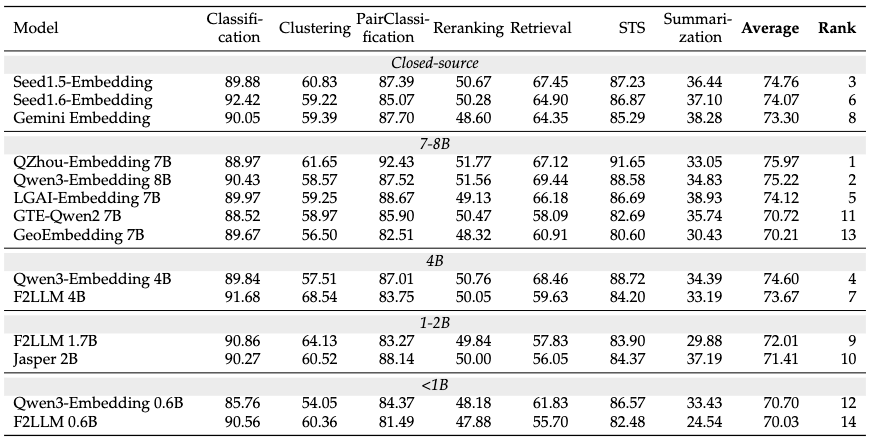 Model Classifi-cation Clustering PairClassi-fication Reranking Retrieval STS Summari-zation Average Rank
Closed-source
Seed1.5-Embedding 89.88 60.83 87.39 50.67 67.45 87.23 36.44 74.76 3
Seed1.6-Embedding 92.42 59.22 85.07 50.28 64.90 86.87 37.10 74.07 6
Gemini Embedding 90.05 59.39 87.70 48.60 64.35 85.29 38.28 73.30 8
7-8B
QZhou-Embedding 7B 88.97 61.65 92.43 51.77 67.12 91.65 33.05 75.97 1
Qwen3-Embedding 8B 90.43 58.57 87.52 51.56 69.44 88.58 34.83 75.22 2
LGAI-Embedding 7B 89.97 59.25 88.67 49.13 66.18 86.69 38.93 74.12 5
GTE-Qwen2 7B 88.52 58.97 85.90 50.47 58.09 82.69 35.74 70.72 11
GeoEmbedding 7B 89.67 56.50 82.51 48.32 60.91 80.60 30.43 70.21 13
4B
Qwen3-Embedding 4B 89.84 57.51 87.01 50.76 68.46 88.72 34.39 74.60 4
F2LLM 4B 91.68 68.54 83.75 50.05 59.63 84.20 33.19 73.67 7
1-2B
F2LLM 1.7B 90.86 64.13 83.27 49.84 57.83 83.90 29.88 72.01 9
Jasper 2B 90.27 60.52 88.14 50.00 56.05 84.37 37.19 71.41 10
<1B
Qwen3-Embedding 0.6B 85.76 54.05 84.37 48.18 61.83 86.57 33.43 70.70 12
F2LLM 0.6B 90.56 60.36 81.49 47.88 55.70 82.48 24.54 70.03 14